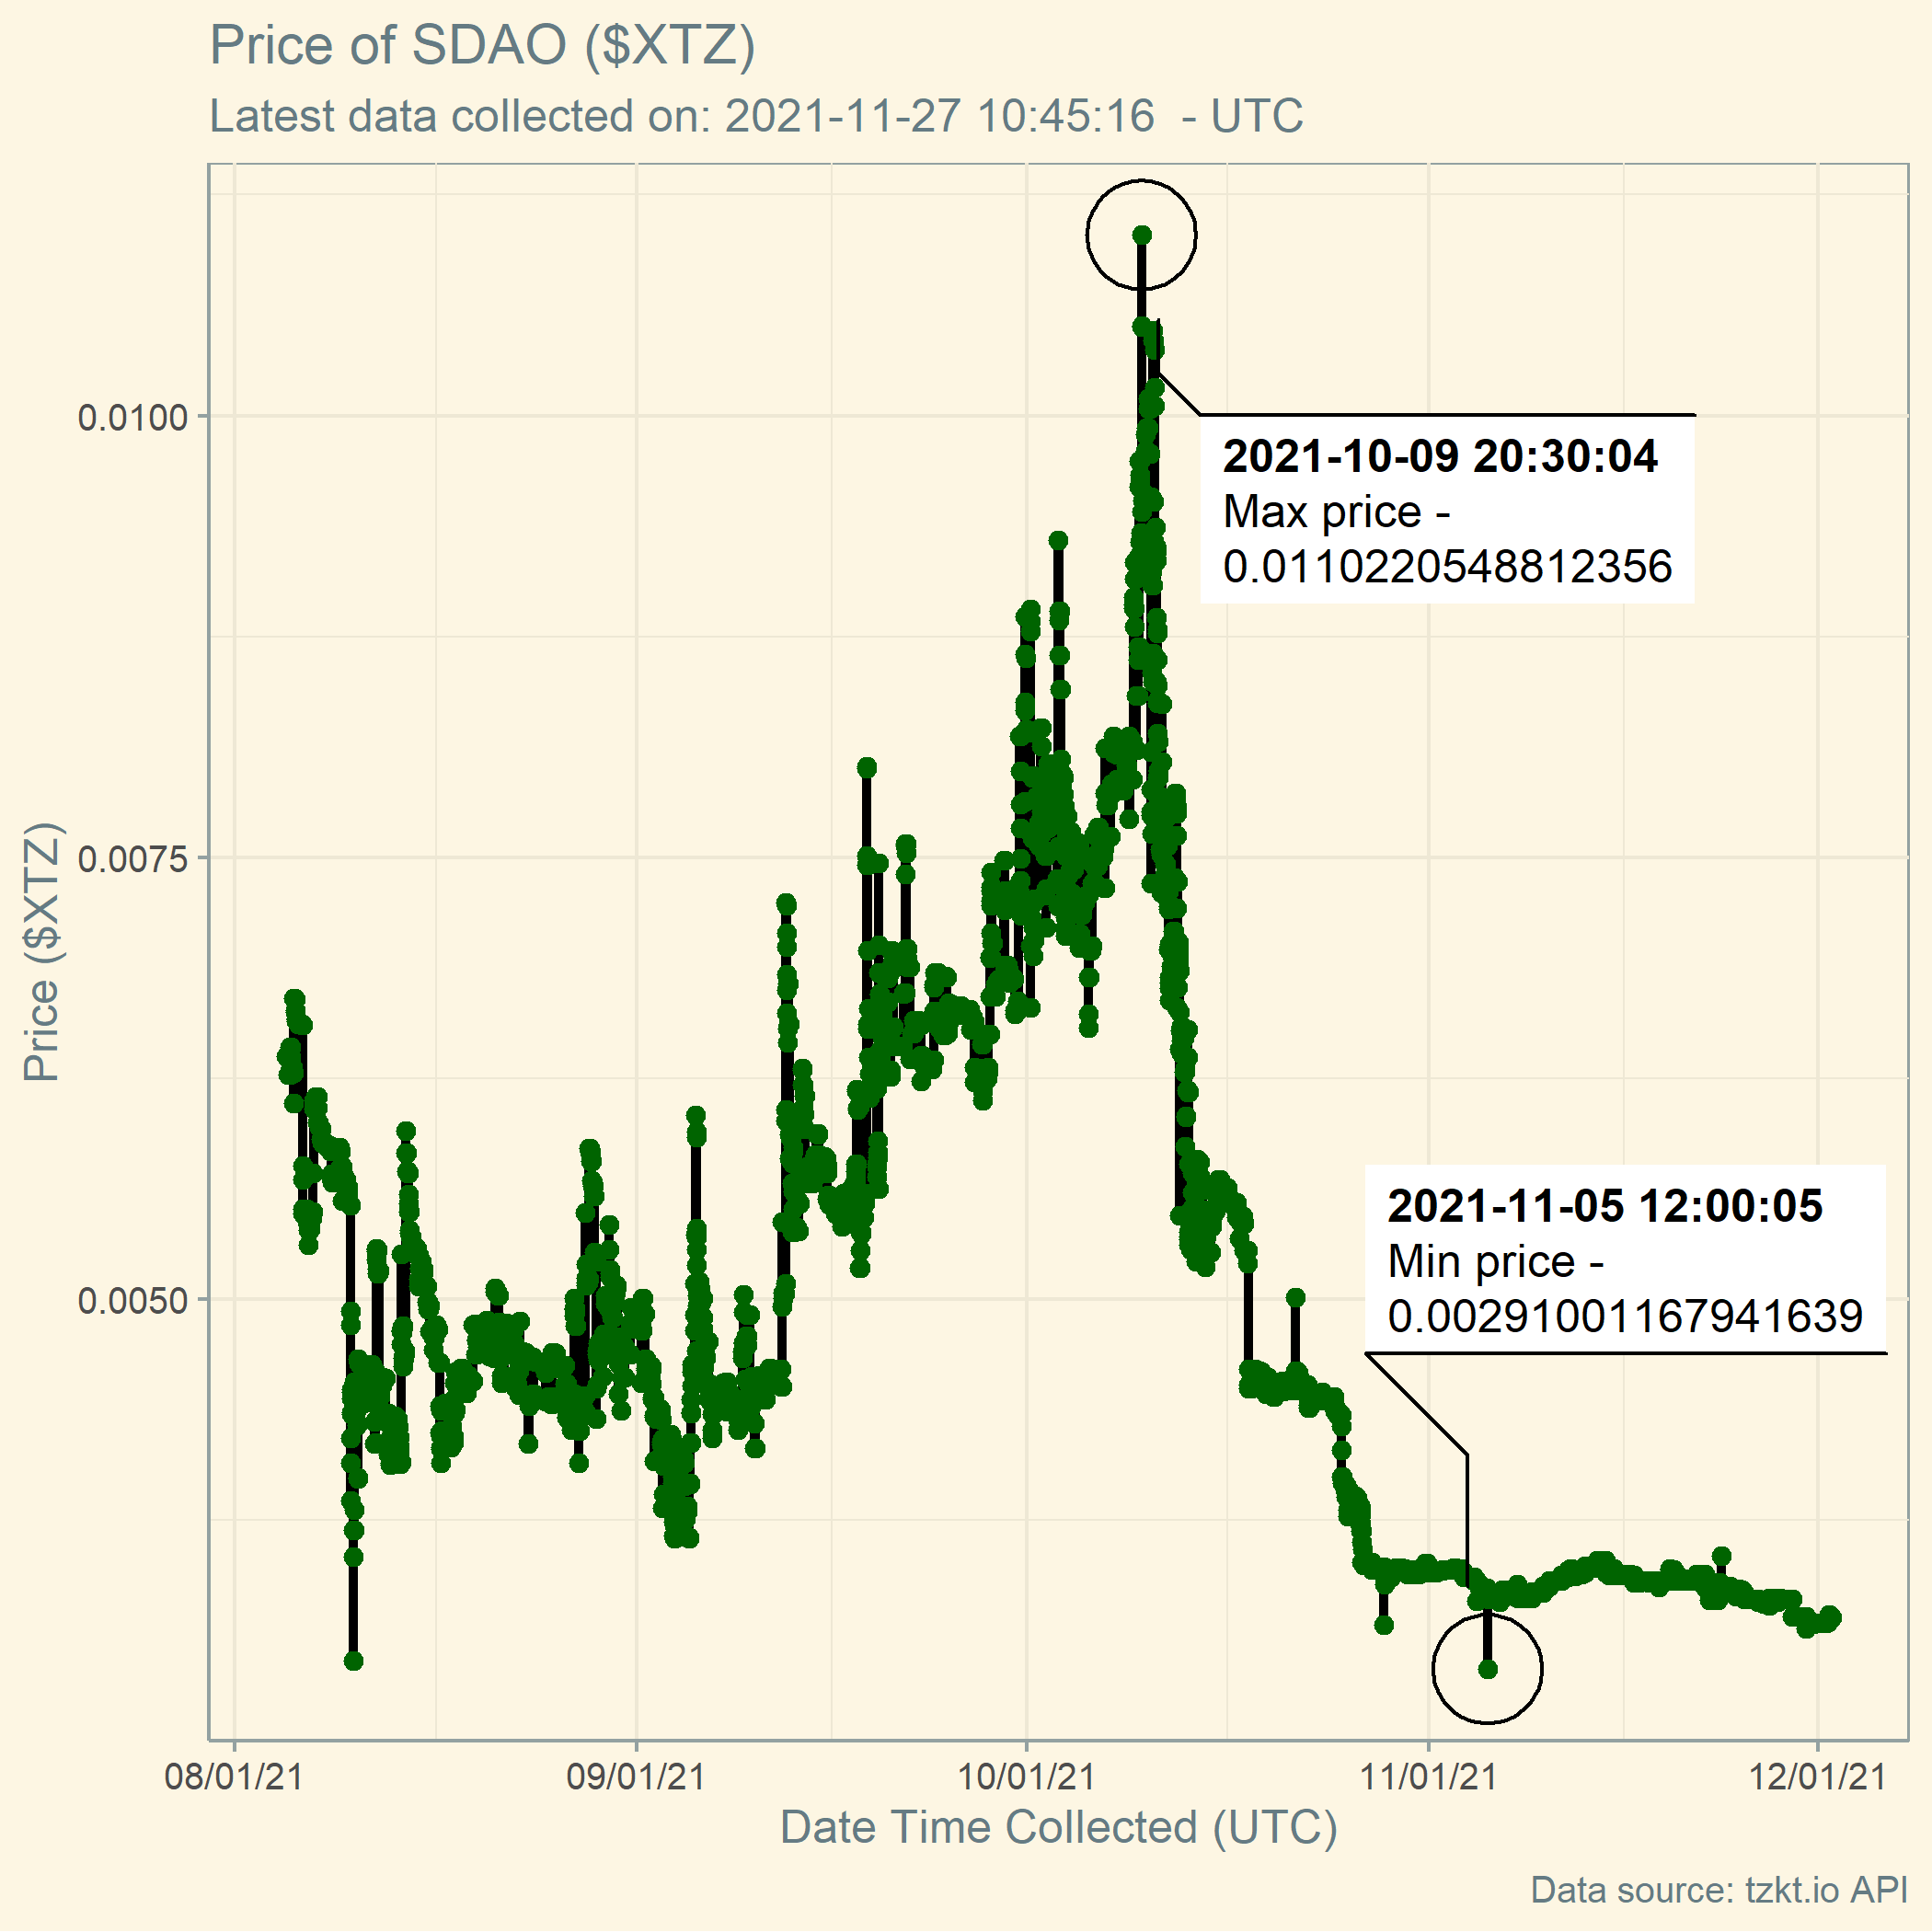 Price of SDAO ($XTZ)
Latest data collected on: 2021-11-27 10:45:16  - UTC
Price ($XTZ)
0.0100
0.0075
0.0050
2021-10-09 20:30:04
Max price -
0.01102220548812356
2021-11-05 12:00:05
Min price -
0.00291001167941639
08/01/21
09/01/21
10/01/21
11/01/21
12/01/21
Date Time Collected (UTC)
Data source: tzkt.io API